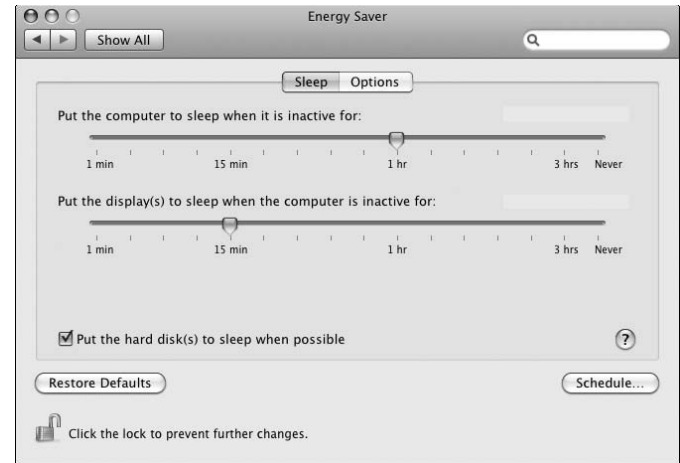 Energy Saver
Show All
Sleep Options
Put the computer to sleep when it is inactive for:
1 min 15 min 1 hr 3 hrs Never
Put the display(s) to sleep when the computer is inactive for:
1 min 15 min 1 hr 3 hrs Never
Put the hard disk(s) to sleep when possible ?
Restore Defaults Schedule...
Click the lock to prevent further changes.